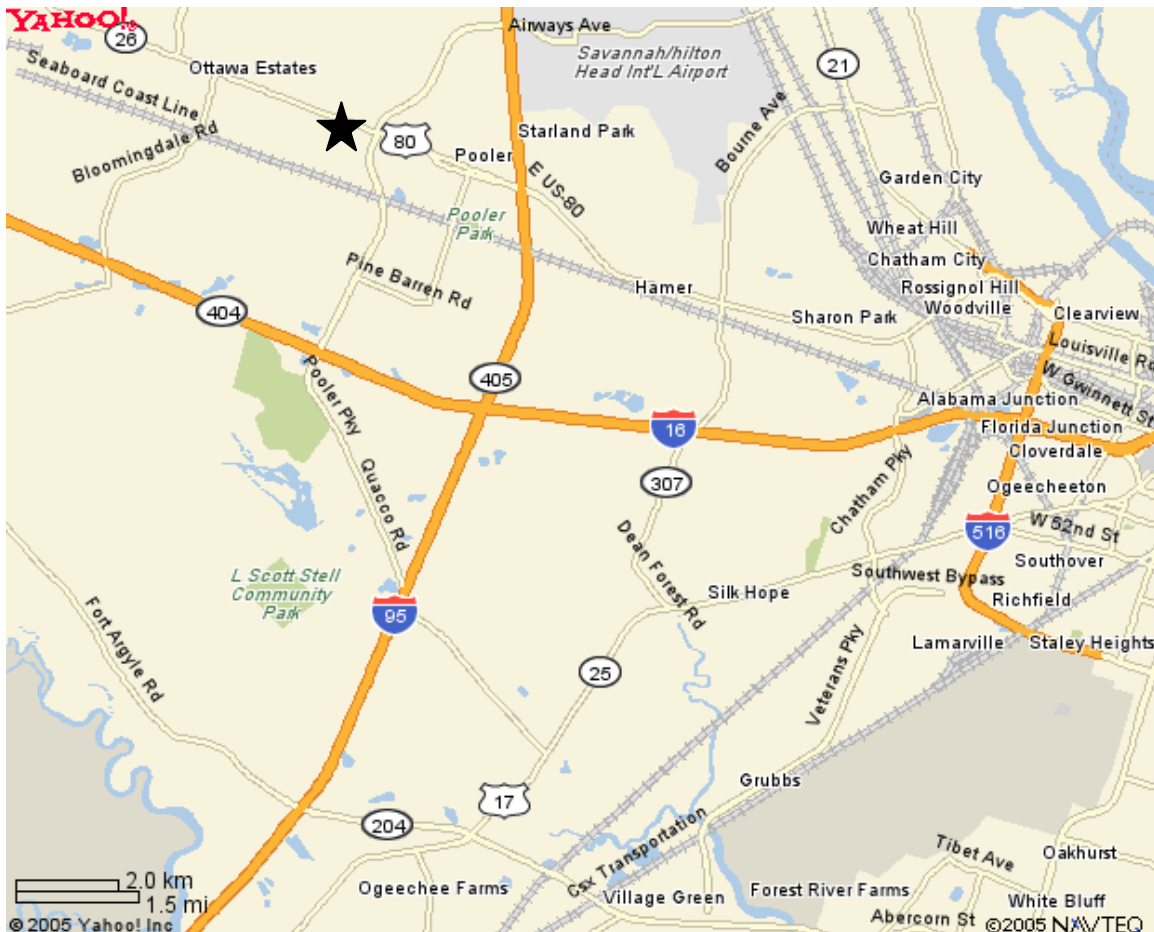 YAHOO!
26
Airways Ave
Savannah/hilton
Head Int'L Airport
21
Ottawa Estates
Seaboard Coast Line
Bloomingdale Rd
80
Starland Park
Pooler
E US-80
Bourne Ave
Garden City
Pooler
Park
Wheat Hill
Chatham City
Pine Barren Rd
Hamer
Rossignol Hill
Woodville
404
Sharon Park
Clearview
Louisville Rd
Pooler Pky
405
W Gwinnett St
Alabama Junction
16
Florida Junction
Cloverdale
Quacco Rd
307
Chatham Pky
Ogeecheeton
516
W 52nd St
Dean Forest Rd
Southover
L Scott Stell
Community
Park
Silk Hope
Southwest Bypass
Richfield
95
Fort Argyle Rd
Lamarville
Staley Heights
25
Veterans Pky
Grubbs
17
204
Csx Transportation
Tibet Ave
Oakhurst
2.0 km
1.5 mi
Ogeechee Farms
Village Green
Forest River Farms
White Bluff
Abercorn St
©2005 Yahoo! Inc
©2005 NAVTEQ